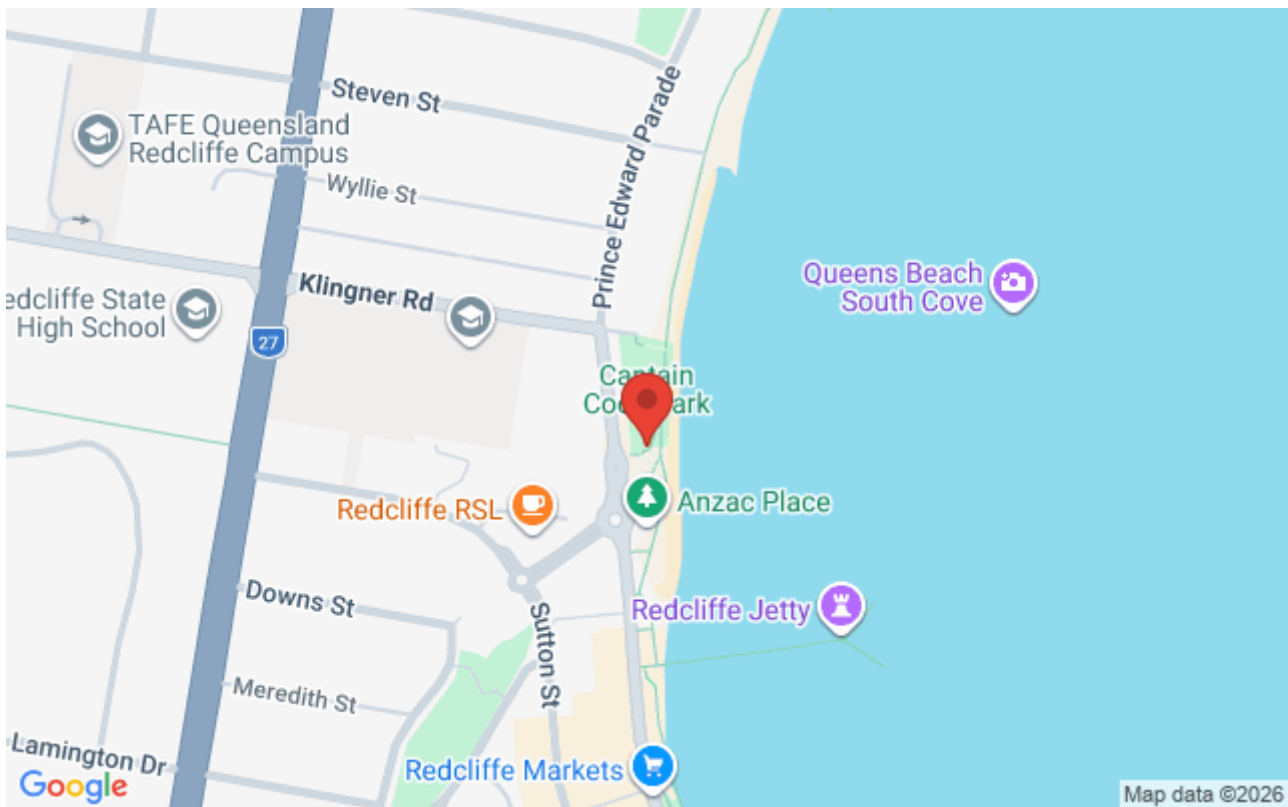 Steven St
TAFE Queensland
Redcliffe Campus
Wyllie St
Prince Edward Parade
Klingner Rd
edcliffe State
High School
27
Queens Beach
South Cove
Captain
Coo ark
Redcliffe RSL
Anzac Place
Downs St
Redcliffe Jetty
Sutton St
Meredith St
Lamington Dr
Redcliffe Markets
Google
Map data ©2026